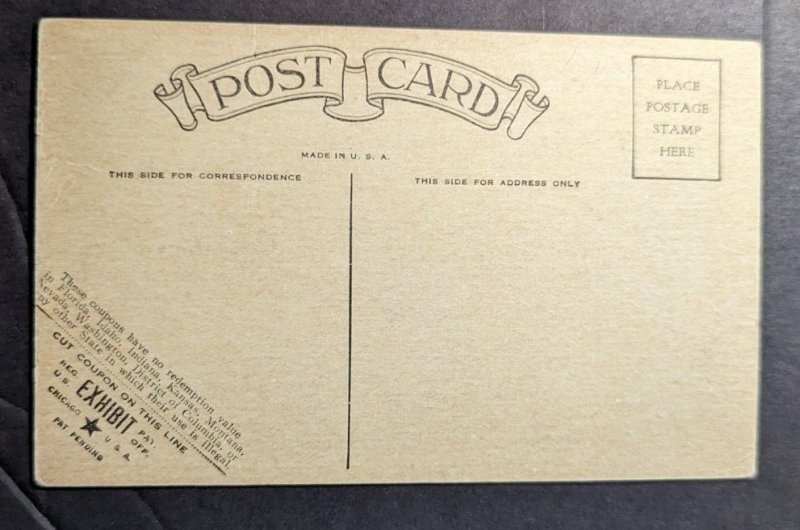 POST CARD
PLACE
POSTAGE
STAMP
HERE
MADE IN U. S. A.
THIS SIDE FOR CORRESPONDENCE
THIS SIDE FOR ADDRESS ONLY
These coupons have no redemption value
in Florida, Idaho, Indiana, Kansas, Montana,
Nevada, Washington, District of Columbia, or
ny other State in which their use is illegal.
CUT COUPON ON THIS LINE
REG. EXHIBIT PAT
U.S. OFF.
CHICAGO ★ U. S. A.
PAT PENDING